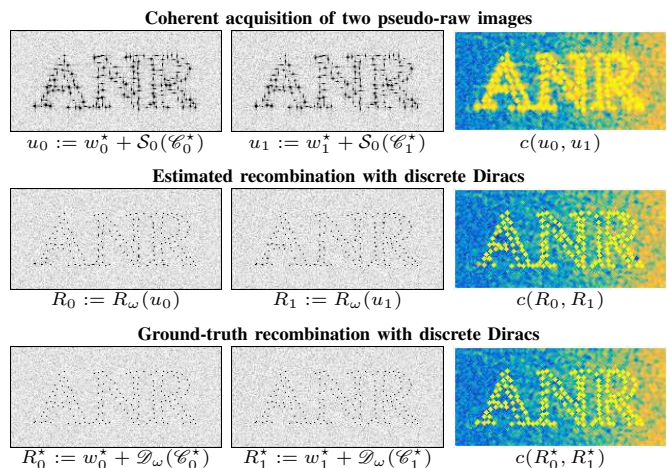 Coherent acquisition of two pseudo-raw images
ANR ANR ANR
u₀ := w₀⋆ + 𝒮₀(𝒞₀⋆) u₁ := w₁⋆ + 𝒮₀(𝒞₁⋆) c(u₀, u₁)
Estimated recombination with discrete Diracs
ANR ANR ANR
R₀ := R_ω(u₀) R₁ := R_ω(u₁) c(R₀, R₁)
Ground-truth recombination with discrete Diracs
ANR ANR ANR
R₀⋆ := w₀⋆ + 𝒟_ω(𝒞₀⋆) R₁⋆ := w₁⋆ + 𝒟_ω(𝒞₁⋆) c(R₀⋆, R₁⋆)